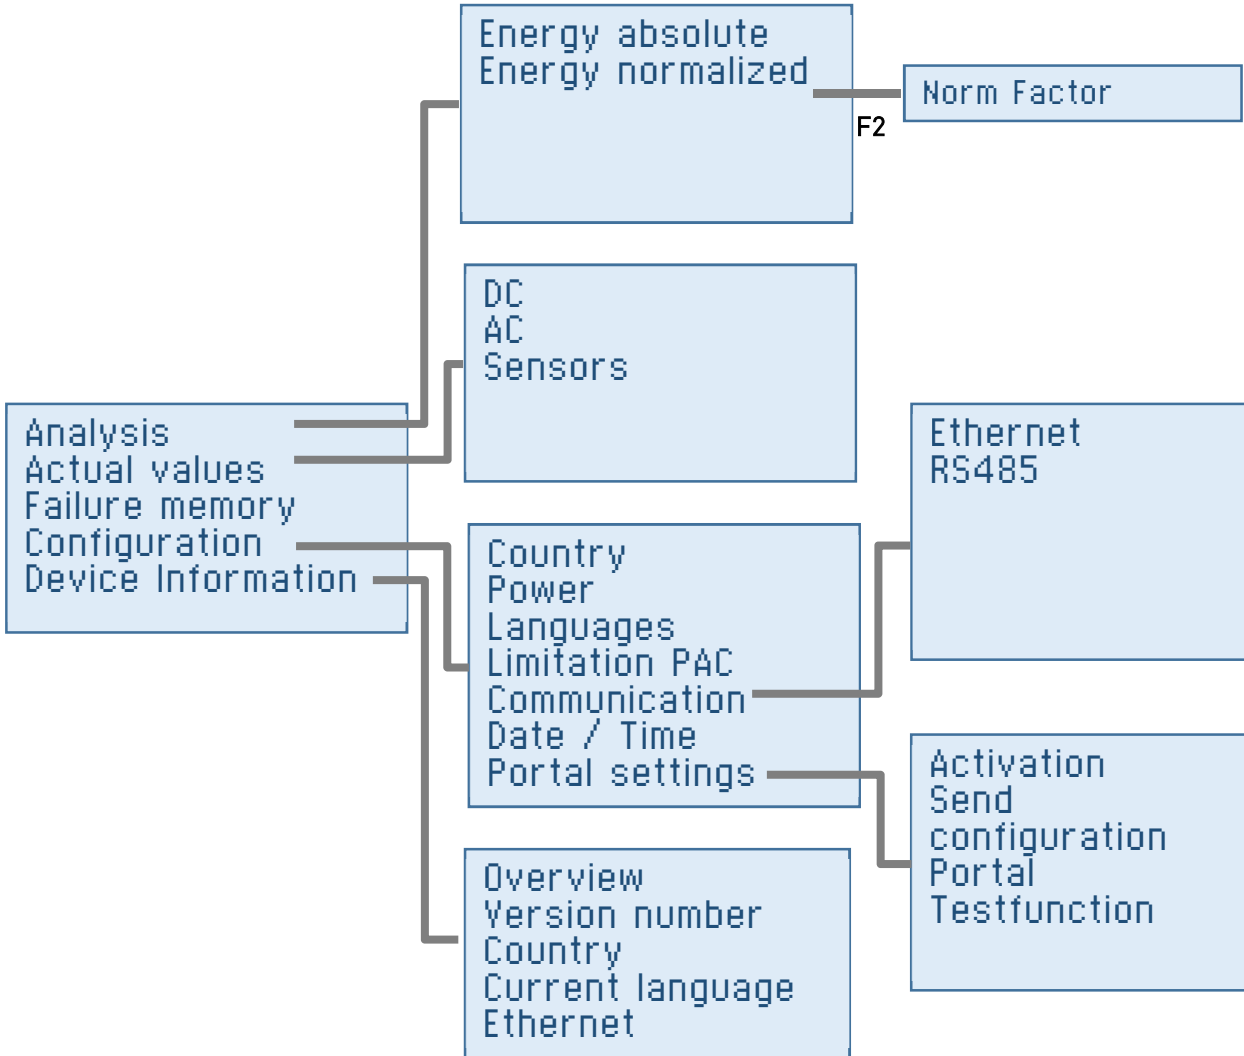 Energy absolute
Energy normalized
Norm Factor
F2
DC
AC
Sensors
Analysis
Actual values
Failure memory
Configuration
Device Information
Ethernet
RS485
Country
Power
Languages
Limitation PAC
Communication
Date / Time
Portal settings
Activation
Send
configuration
Portal
Testfunction
Overview
Version number
Country
Current language
Ethernet